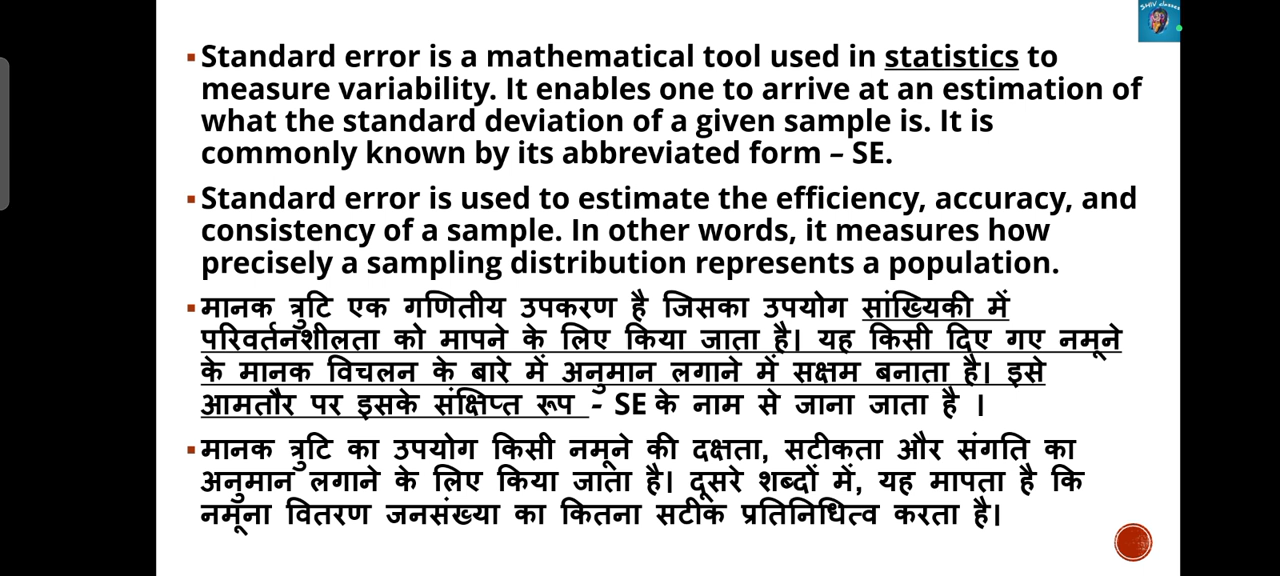 SHIV classes
Standard error is a mathematical tool used in statistics to
measure variability. It enables one to arrive at an estimation of
what the standard deviation of a given sample is. It is
commonly known by its abbreviated form – SE.
Standard error is used to estimate the efficiency, accuracy, and
consistency of a sample. In other words, it measures how
precisely a sampling distribution represents a population.
मानक त्रुटि एक गणितीय उपकरण है जिसका उपयोग सांख्यिकी में
परिवर्तनशीलता को मापने के लिए किया जाता है। यह किसी दिए गए नमूने
के मानक विचलन के बारे में अनुमान लगाने में सक्षम बनाता है। इसे
आमतौर पर इसके संक्षिप्त रूप - SE के नाम से जाना जाता है ।
मानक त्रुटि का उपयोग किसी नमूने की दक्षता, सटीकता और संगति का
अनुमान लगाने के लिए किया जाता है। दूसरे शब्दों में, यह मापता है कि
नमूना वितरण जनसंख्या का कितना सटीक प्रतिनिधित्व करता है।